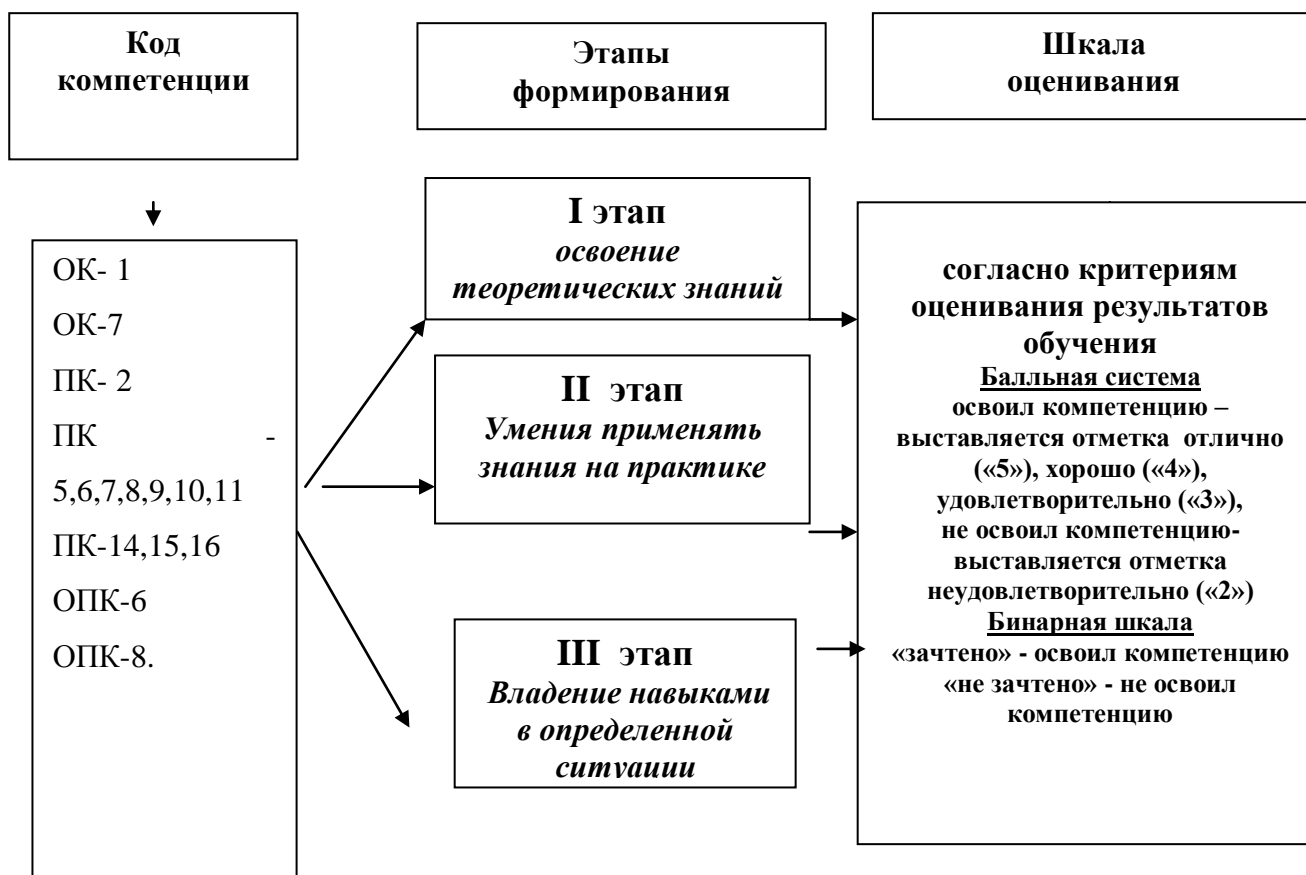 Код
компетенции
Этапы
формирования
Шкала
оценивания
ОК- 1
ОК-7
ПК- 2
ПК -
5,6,7,8,9,10,11
ПК-14,15,16
ОПК-6
ОПК-8.
I этап
освоение
теоретических знаний
II этап
Умения применять
знания на практике
III этап
Владение навыками
в определенной
ситуации
согласно критериям
оценивания результатов
обучения
Балльная система
освоил компетенцию –
выставляется отметка отлично
(«5»), хорошо («4»),
удовлетворительно («3»),
не освоил компетенцию-
выставляется отметка
неудовлетворительно («2»)
Бинарная шкала
«зачтено» - освоил компетенцию
«не зачтено» - не освоил
компетенцию